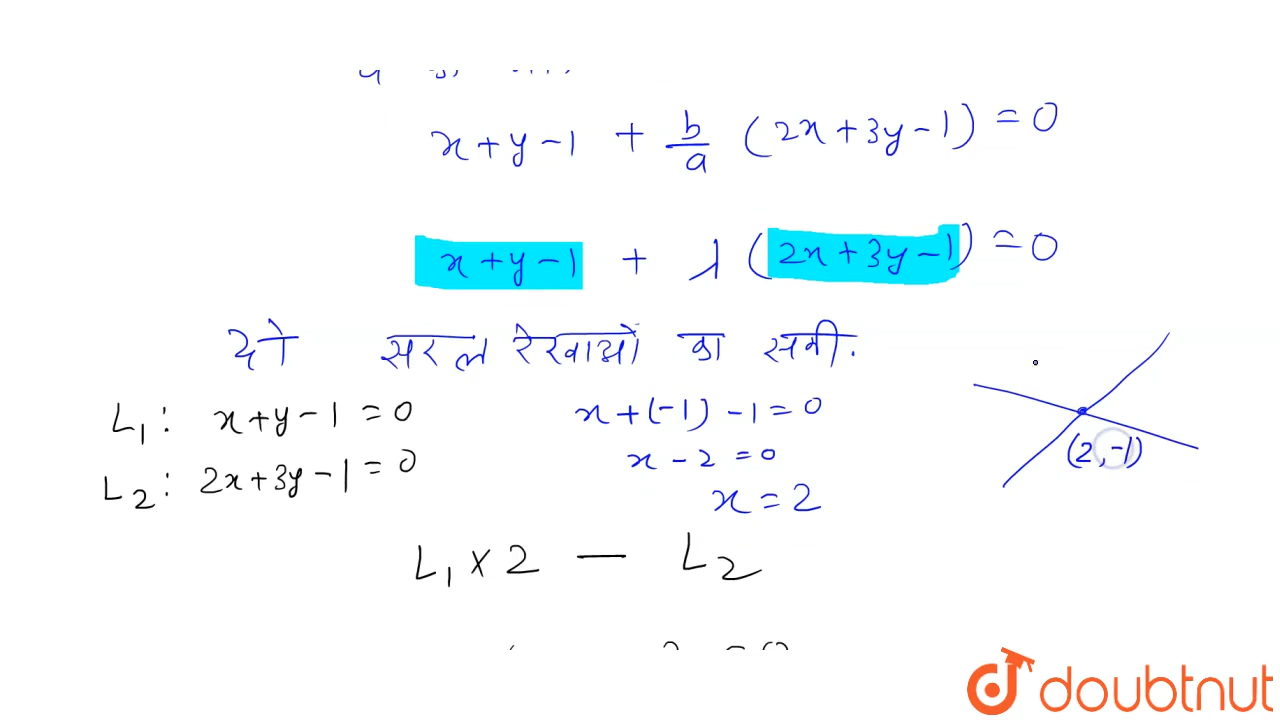 x + y - 1 + b/a (2x + 3y - 1) = 0
x + y - 1 + λ (2x + 3y - 1) = 0
सरल रेखाओं का समी.
L₁ : x + y - 1 = 0
x + (-1) - 1 = 0
L₂ : 2x + 3y - 1 = 0
x - 2 = 0
(2, -1)
x = 2
L₁ × 2 — L₂
doubtnut